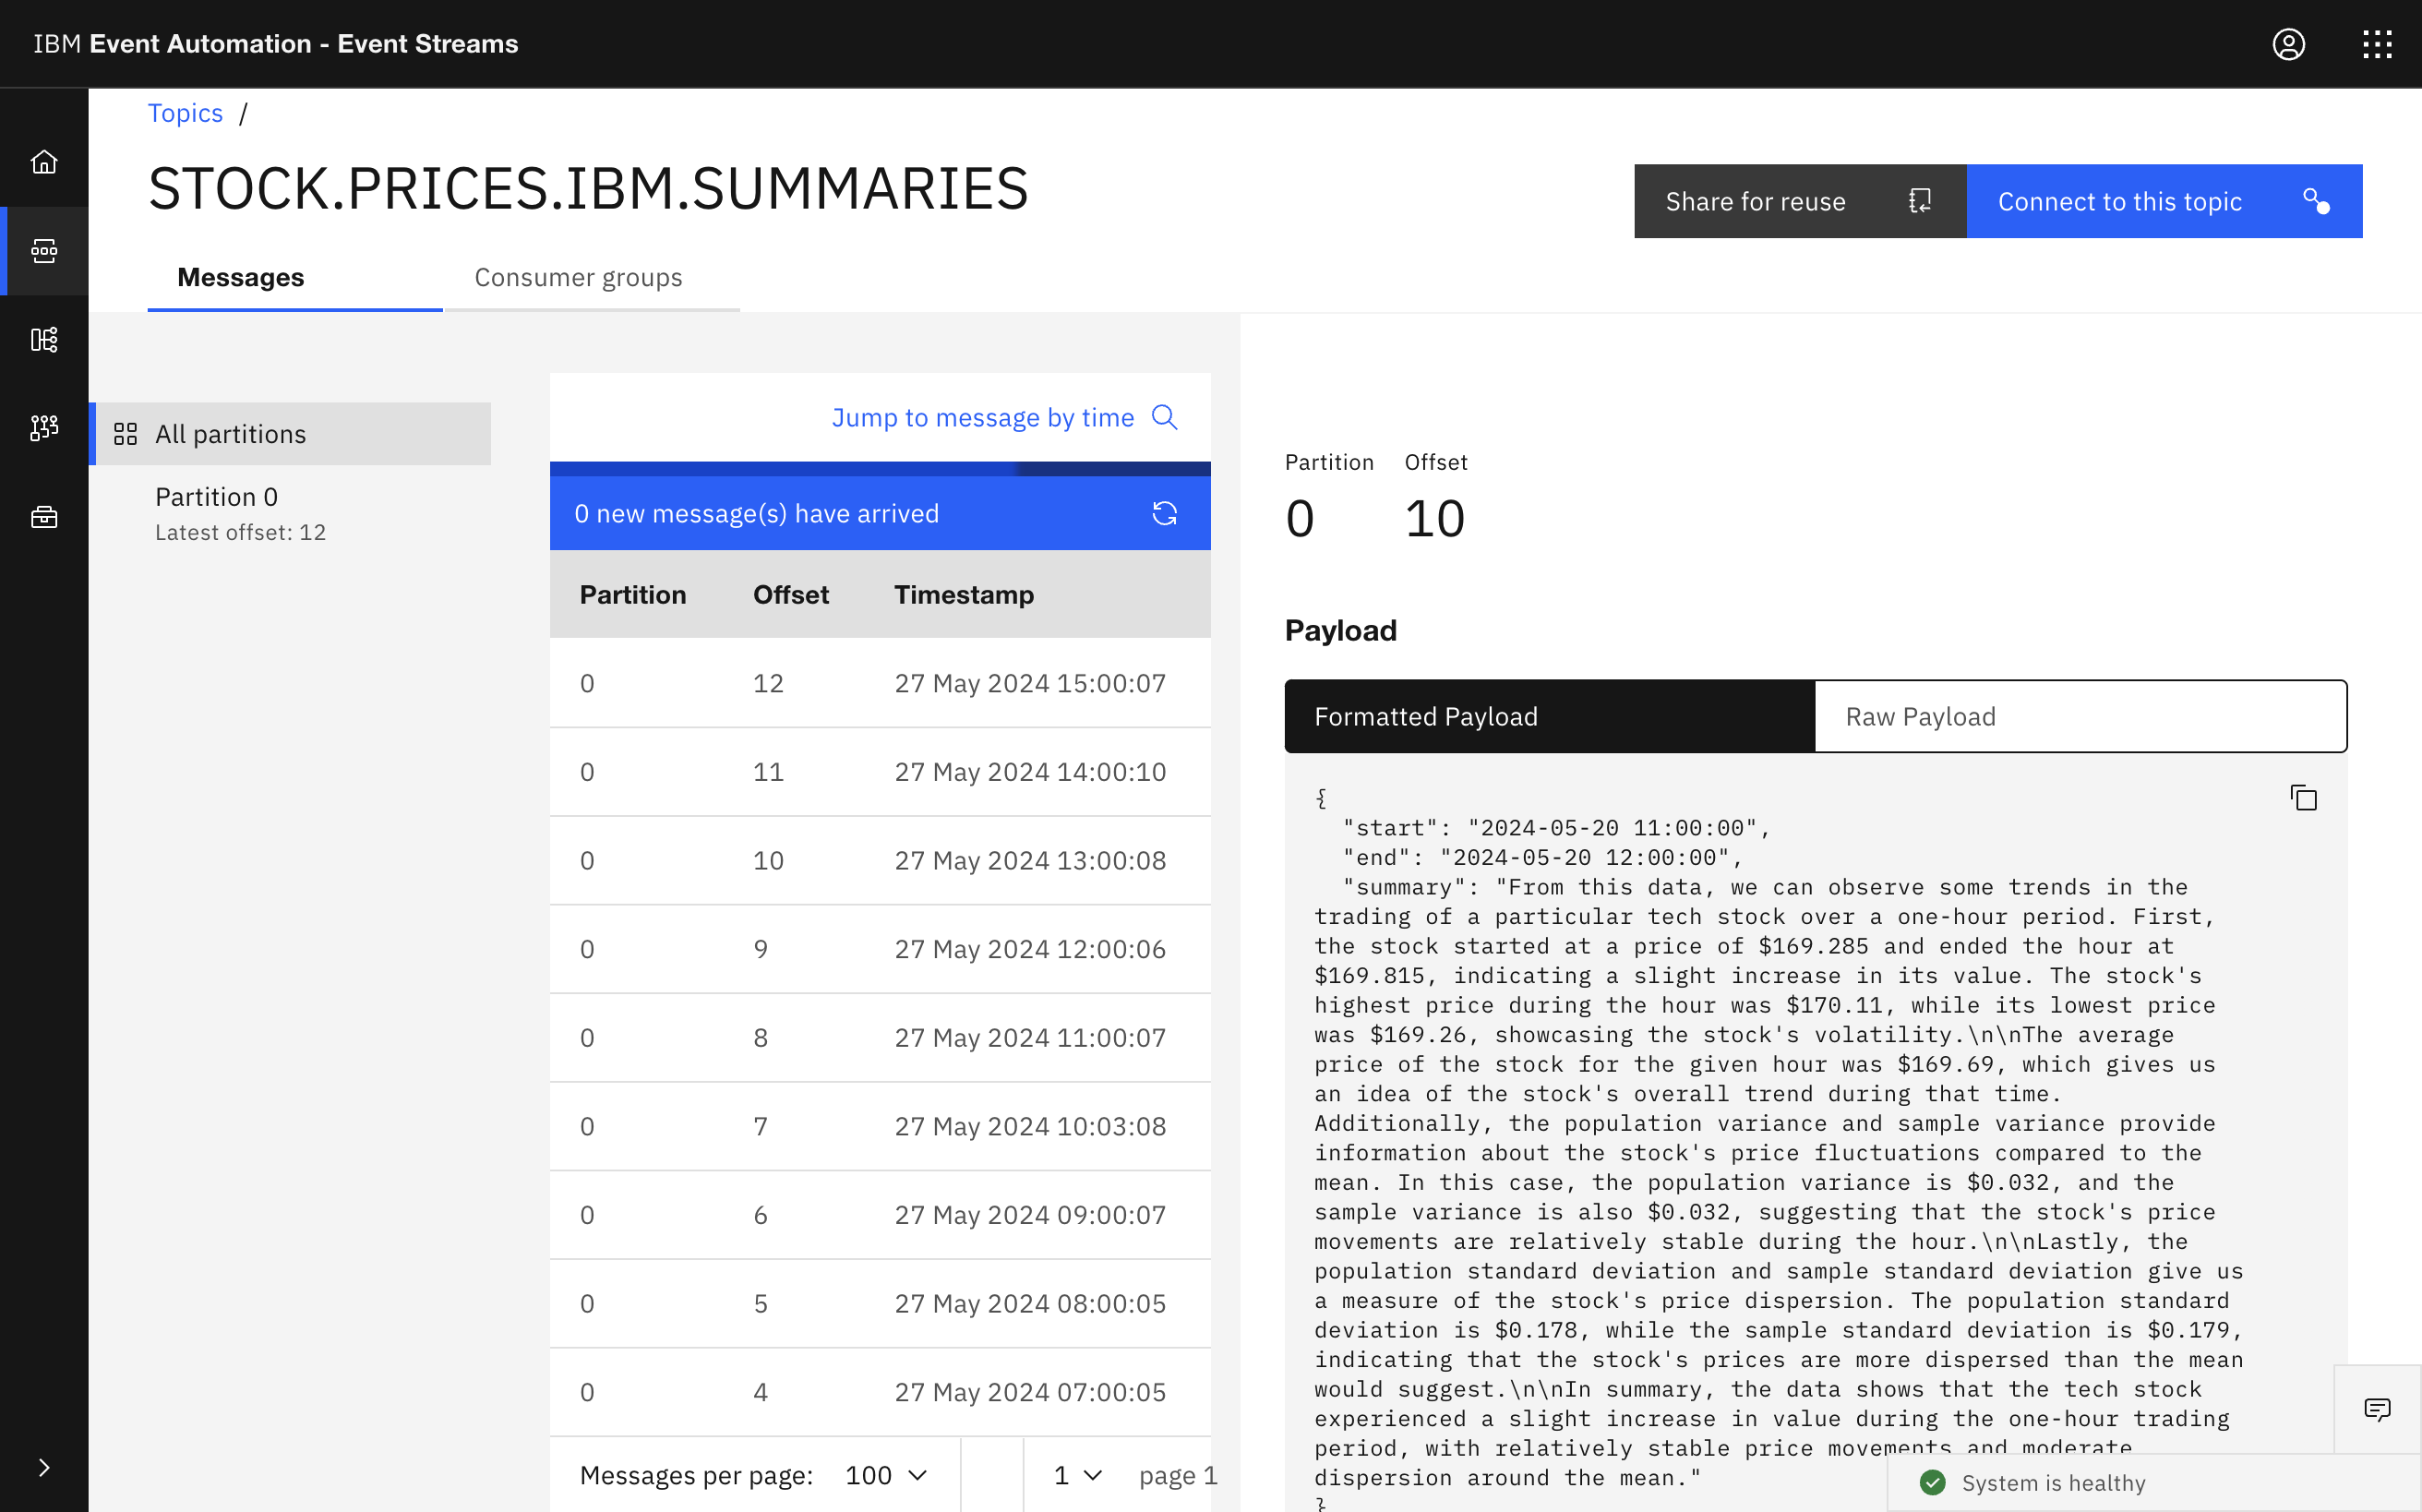 IBM Event Automation - Event Streams
Topics /
STOCK.PRICES.IBM.SUMMARIES
Share for reuse
Connect to this topic
Messages
Consumer groups
All partitions
Partition 0
Latest offset: 12
Jump to message by time
0 new message(s) have arrived
Partition Offset Timestamp
0 12 27 May 2024 15:00:07
0 11 27 May 2024 14:00:10
0 10 27 May 2024 13:00:08
0 9 27 May 2024 12:00:06
0 8 27 May 2024 11:00:07
0 7 27 May 2024 10:03:08
0 6 27 May 2024 09:00:07
0 5 27 May 2024 08:00:05
0 4 27 May 2024 07:00:05
Messages per page: 100
1
page 1
Partition Offset
0 10
Payload
Formatted Payload
Raw Payload
{
"start": "2024-05-20 11:00:00",
"end": "2024-05-20 12:00:00",
"summary": "From this data, we can observe some trends in the
trading of a particular tech stock over a one-hour period. First,
the stock started at a price of $169.285 and ended the hour at
$169.815, indicating a slight increase in its value. The stock's
highest price during the hour was $170.11, while its lowest price
was $169.26, showcasing the stock's volatility.\n\nThe average
price of the stock for the given hour was $169.69, which gives us
an idea of the stock's overall trend during that time.
Additionally, the population variance and sample variance provide
information about the stock's price fluctuations compared to the
mean. In this case, the population variance is $0.032, and the
sample variance is also $0.032, suggesting that the stock's price
movements are relatively stable during the hour.\n\nLastly, the
population standard deviation and sample standard deviation give us
a measure of the stock's price dispersion. The population standard
deviation is $0.178, while the sample standard deviation is $0.179,
indicating that the stock's prices are more dispersed than the mean
would suggest.\n\nIn summary, the data shows that the tech stock
experienced a slight increase in value during the one-hour trading
period, with relatively stable price movements and moderate
dispersion around the mean."
}
System is healthy